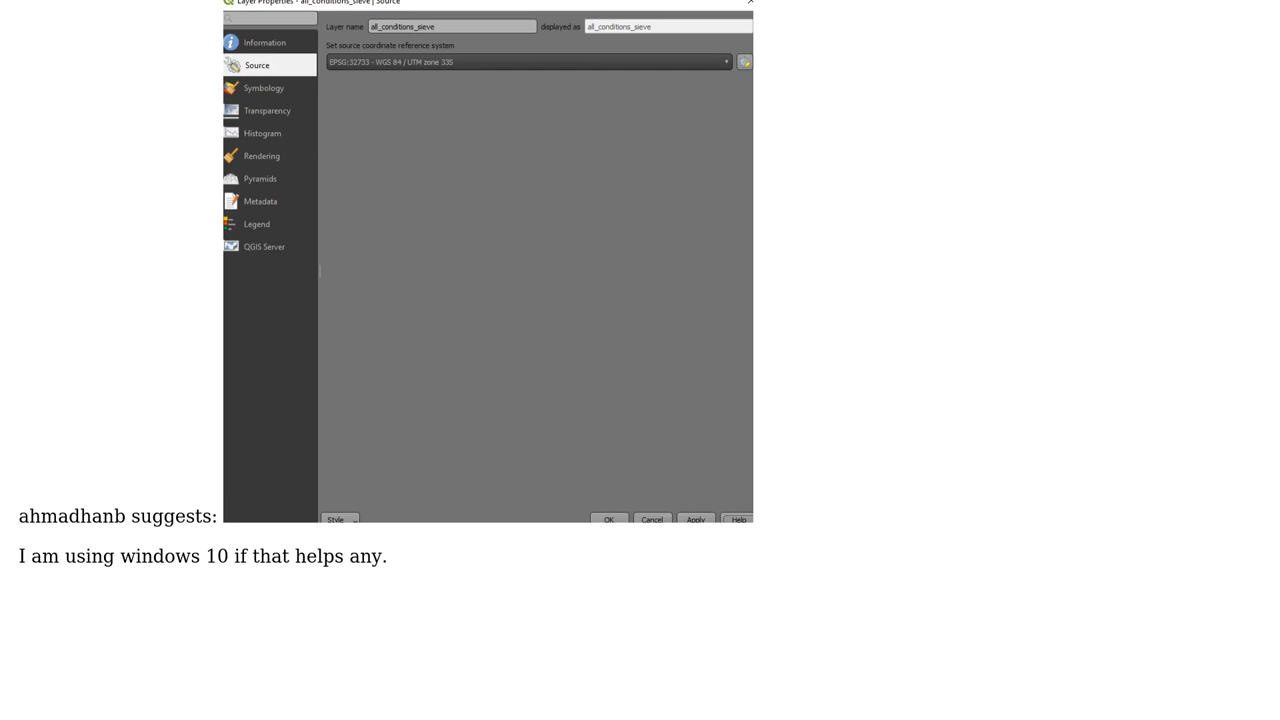 Layer Properties - all_conditions_sieve | Source
Layer name all_conditions_sieve displayed as all_conditions_sieve
Set source coordinate reference system
EPSG:32733 - WGS 84 / UTM zone 33S
Information
Source
Symbology
Transparency
Histogram
Rendering
Pyramids
Metadata
Legend
QGIS Server
Style OK Cancel Apply Help
ahmadhanb suggests:
I am using windows 10 if that helps any.